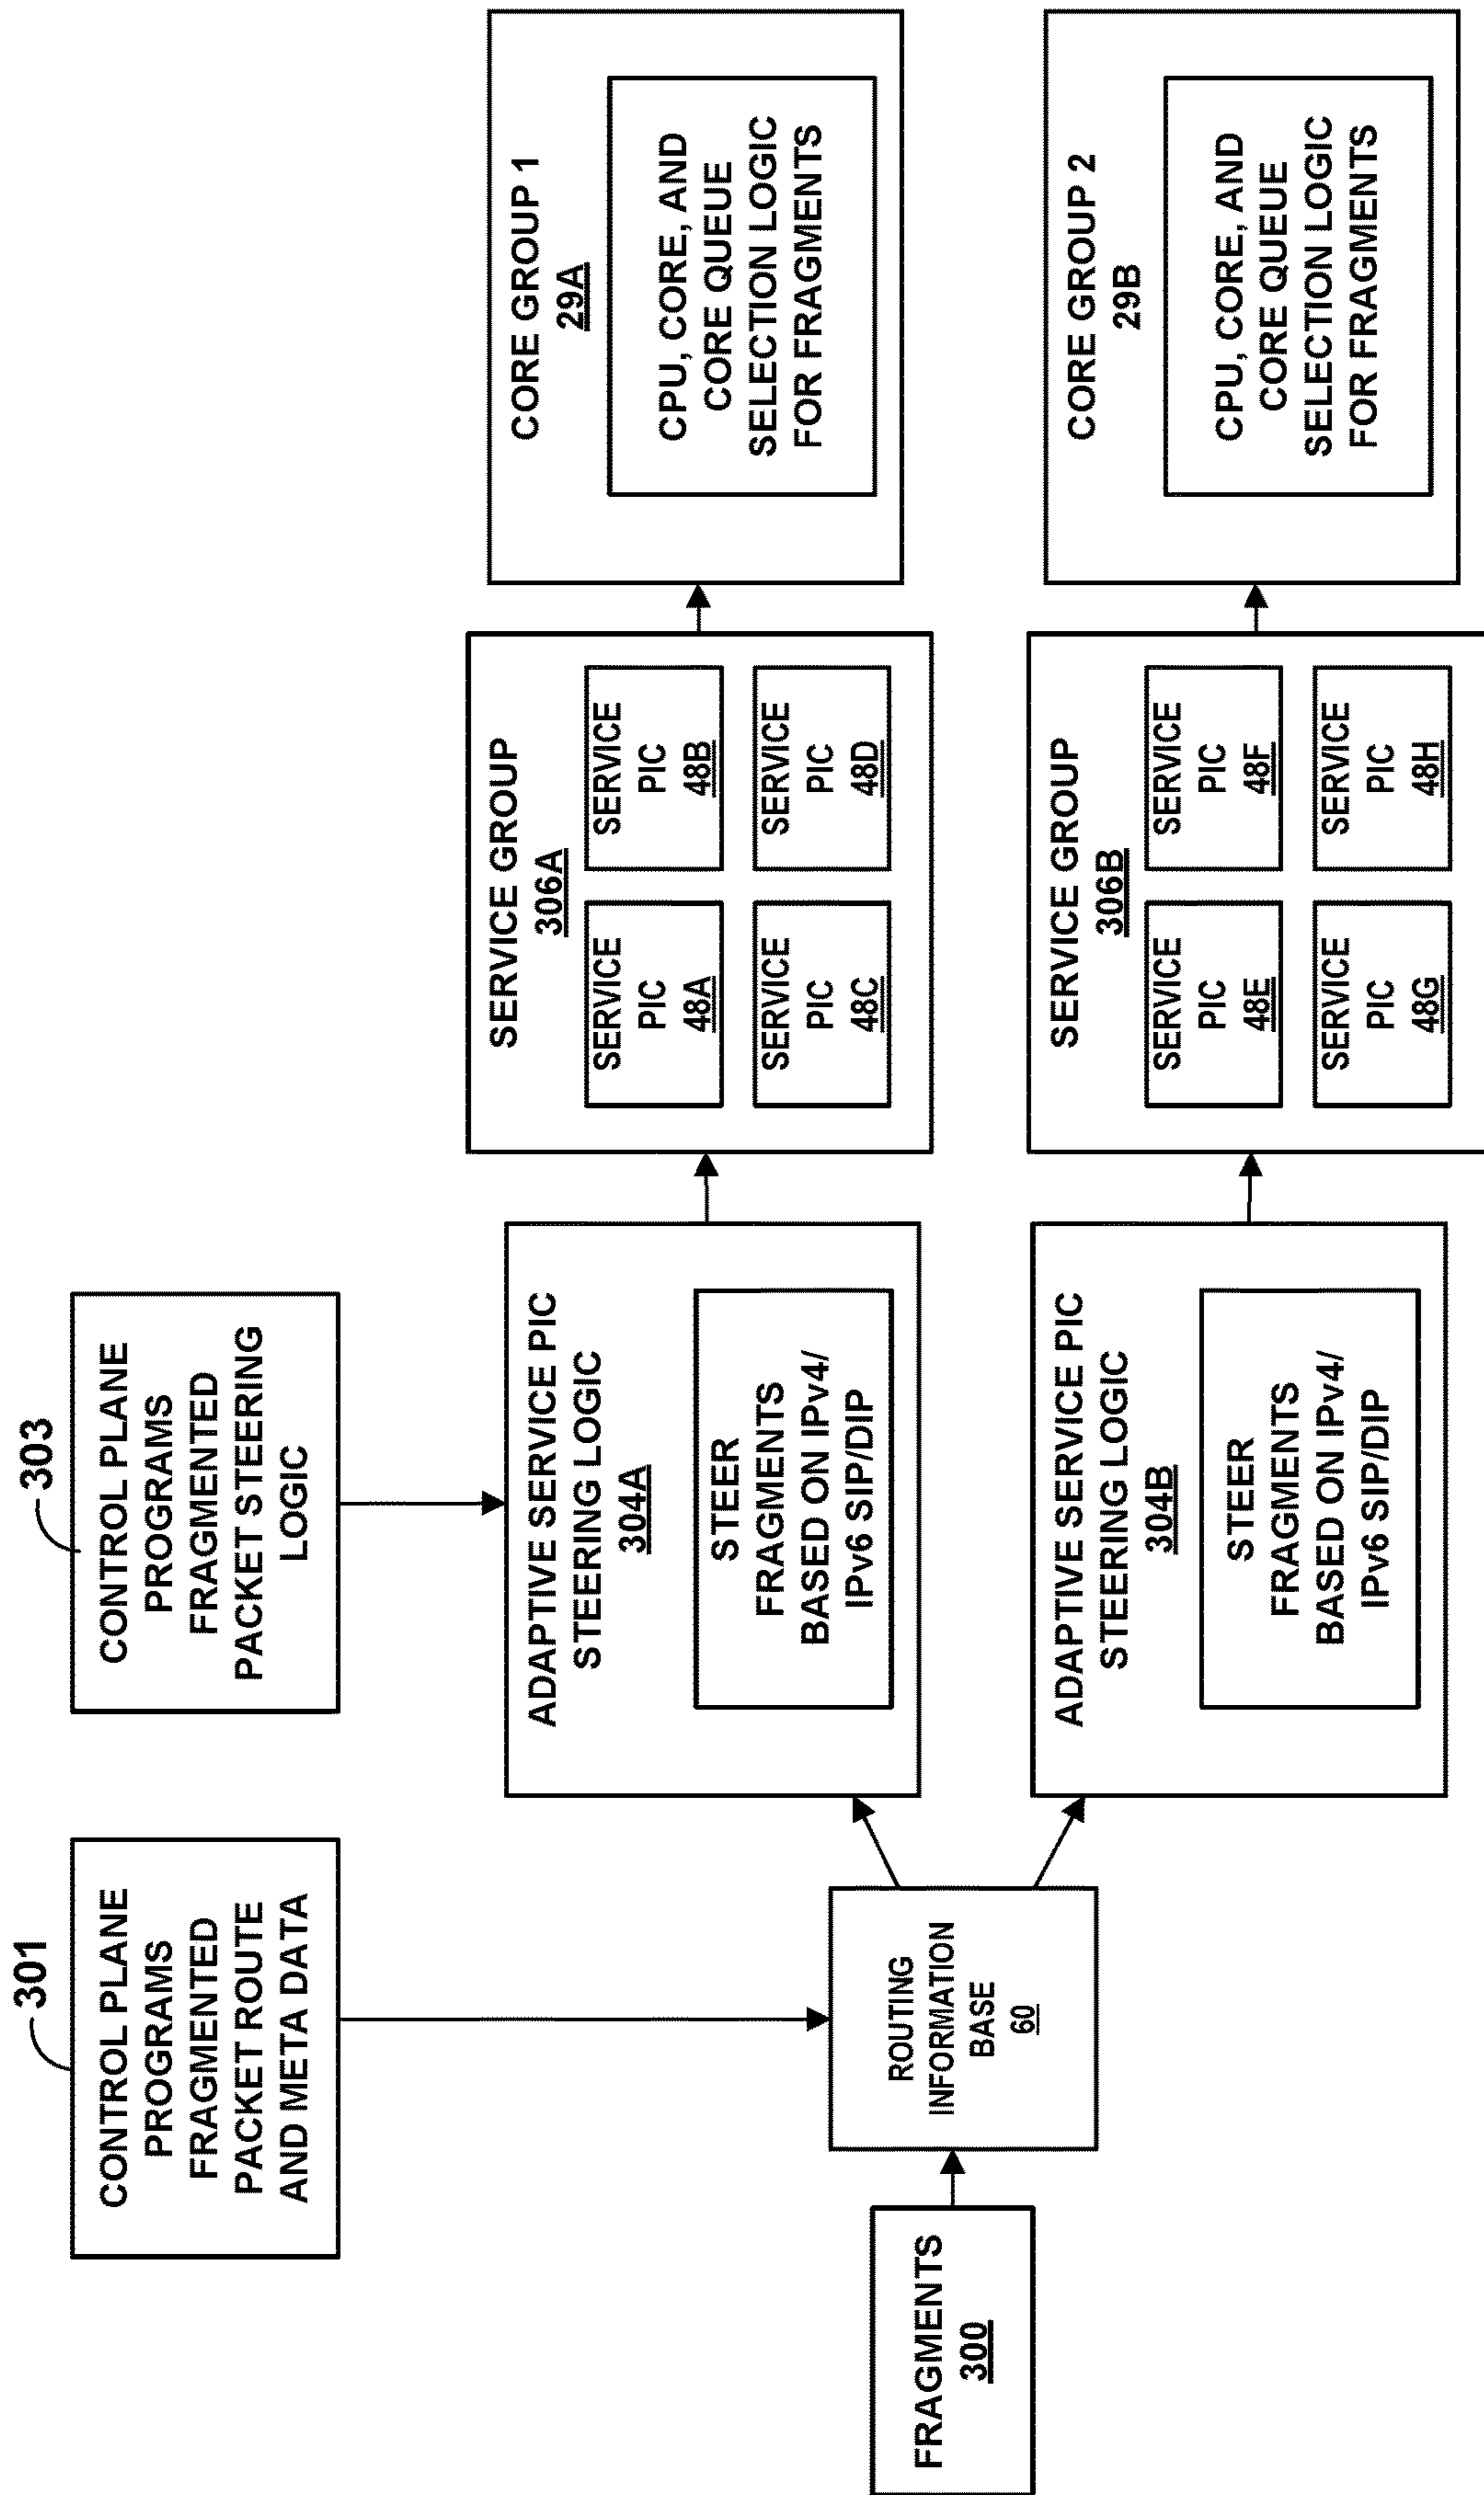 301
CONTROL PLANE
PROGRAMS
FRAGMENTED
PACKET ROUTE
AND META DATA
303
CONTROL PLANE
PROGRAMS
FRAGMENTED
PACKET STEERING
LOGIC
FRAGMENTS
300
ROUTING
INFORMATION
BASE
60
ADAPTIVE SERVICE PIC
STEERING LOGIC
304A
STEER
FRAGMENTS
BASED ON IPv4/
IPv6 SIP/DIP
SERVICE GROUP
306A
SERVICE
PIC
48A
SERVICE
PIC
48B
SERVICE
PIC
48C
SERVICE
PIC
48D
CORE GROUP 1
29A
CPU, CORE, AND
CORE QUEUE
SELECTION LOGIC
FOR FRAGMENTS
ADAPTIVE SERVICE PIC
STEERING LOGIC
304B
STEER
FRAGMENTS
BASED ON IPv4/
IPv6 SIP/DIP
SERVICE GROUP
306B
SERVICE
PIC
48E
SERVICE
PIC
48F
SERVICE
PIC
48G
SERVICE
PIC
48H
CORE GROUP 2
29B
CPU, CORE, AND
CORE QUEUE
SELECTION LOGIC
FOR FRAGMENTS